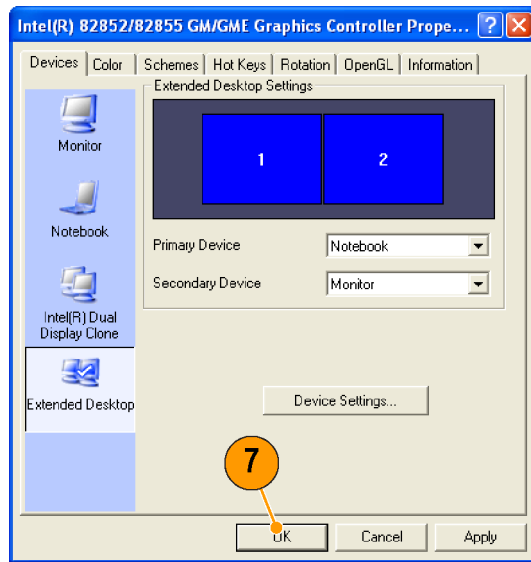 Intel(R) 82852/82855 GM/GME Graphics Controller Prope... ? X
Devices Color Schemes Hot Keys Rotation OpenGL Information
Extended Desktop Settings
1 2
Monitor
Notebook
Primary Device Notebook
Secondary Device Monitor
Intel(R) Dual
Display Clone
Extended Desktop
Device Settings...
7
OK Cancel Apply